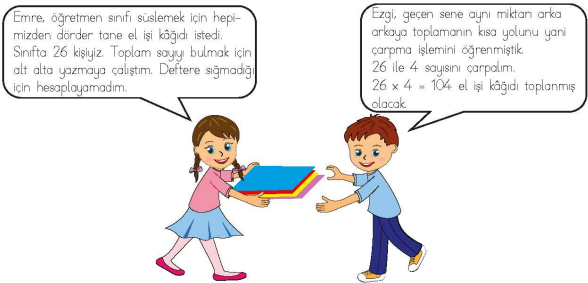 Emre, öğretmen sınıfı süslemek için hepi-
mizden dörder tane el işi kâğıdı istedi.
Sınıfta 26 kişiyiz. Toplam sayıyı bulmak için
alt alta yazmaya çalıştım. Deftere sığmadığı
için hesaplayamadım.
Ezgi, geçen sene aynı miktarı arka
arkaya toplamanın kısa yolunu yani
çarpma işlemini öğrenmiştik.
26 ile 4 sayısını çarpalım.
26 x 4 = 104 el işi kâğıdı toplanmış
olacak.